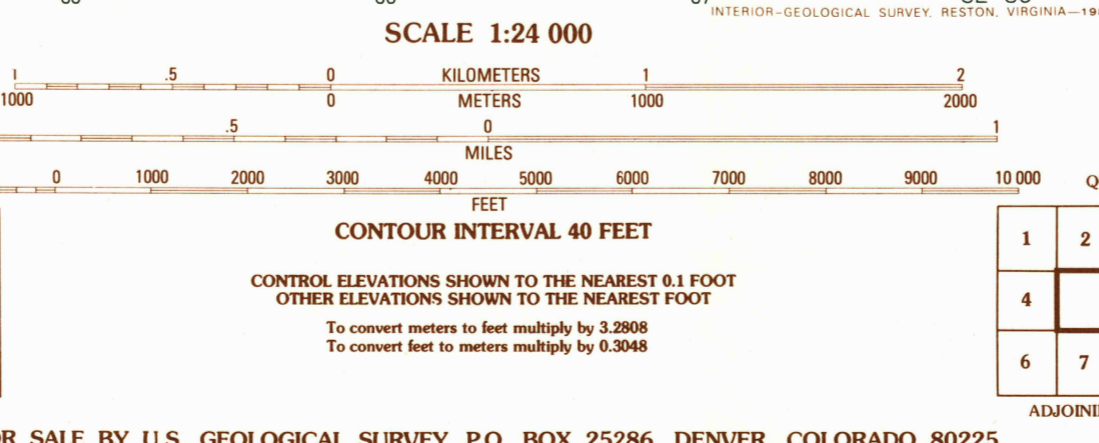 INTERIOR-GEOLOGICAL SURVEY, RESTON, VIRGINIA—19
SCALE 1:24 000
1 .5 0 KILOMETERS 1 2
1000 0 METERS 1000 2000
.5 0 1
MILES
0 1000 2000 3000 4000 5000 6000 7000 8000 9000 10 000
FEET
CONTOUR INTERVAL 40 FEET
CONTROL ELEVATIONS SHOWN TO THE NEAREST 0.1 FOOT
OTHER ELEVATIONS SHOWN TO THE NEAREST FOOT
To convert meters to feet multiply by 3.2808
To convert feet to meters multiply by 0.3048
1 2
4
6 7
ADJOINI
OR SALE BY U.S. GEOLOGICAL SURVEY, P.O. BOX 25286, DENVER, COLORADO 80225